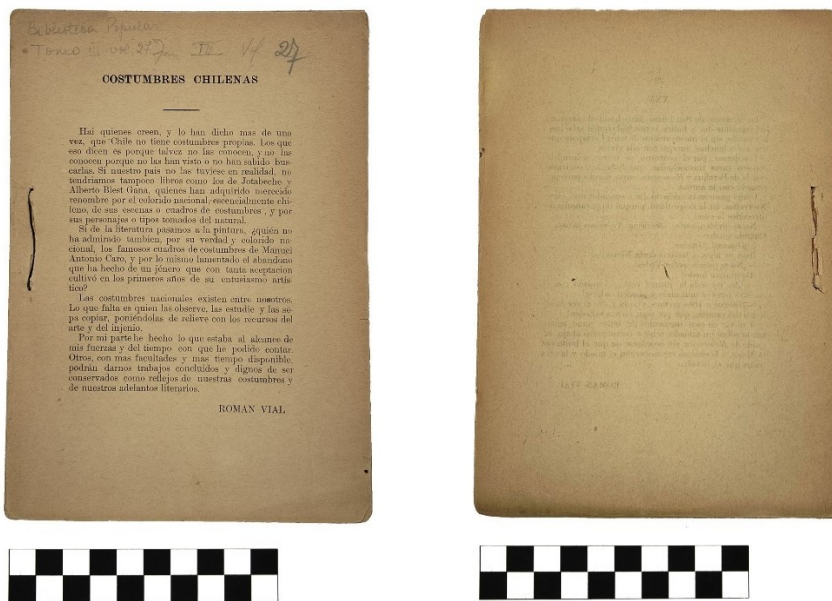 Biblioteca Popular
Tomo III vol. 27 III V 27
COSTUMBRES CHILENAS
Hai quienes creen, y lo han dicho mas de una
vez, que Chile no tiene costumbres propias. Los que
eso dicen es porque talvez no las conocen, y no las
conocen porque no las han visto o no han sabido bus-
carlas. Si nuestro pais no las tuviese en realidad, no
tendriamos tampoco libros como los de Jotabeche y
Alberto Blest Gana, quienes han adquirido merecido
renombre por el colorido nacional, escencialmente chi-
leno, de sus escenas o cuadros de costumbres, y por
sus personajes o tipos tomados del natural.
Si de la literatura pasamos a la pintura, ¿quién no
ha admirado tambien, por su verdad y colorido na-
cional, los famosos cuadros de costumbres de Manuel
Antonio Caro, y por lo mismo lamentado el abandono
que ha hecho de un jénero que con tanta aceptacion
cultivó en los primeros años de su entusiasmo artís
tico?
Las costumbres nacionales existen entre nosotros.
Lo que falta es quien las observe, las estudie y las se-
pa copiar, poniéndolas de relieve con los recursos del
arte y del injenio.
Por mi parte he hecho lo que estaba al alcance de
mis fuerzas y del tiempo con que he podido contar.
Otros, con mas facultades y mas tiempo disponible,
podrán darnos trabajos concluidos y dignos de ser
conservados como reflejos de nuestras costumbres y
de nuestros adelantos literarios.
ROMAN VIAL